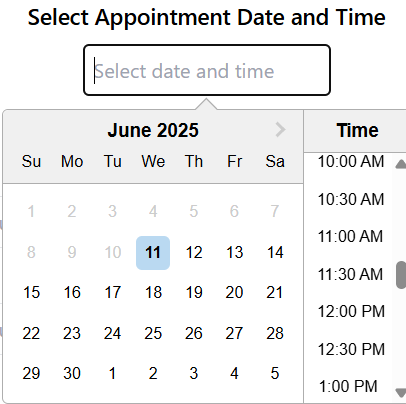 Select Appointment Date and Time
Select date and time
June 2025
Su Mo Tu We Th Fr Sa
1 2 3 4 5 6 7
8 9 10 11 12 13 14
15 16 17 18 19 20 21
22 23 24 25 26 27 28
29 30 1 2 3 4 5
Time
10:00 AM
10:30 AM
11:00 AM
11:30 AM
12:00 PM
12:30 PM
1:00 PM